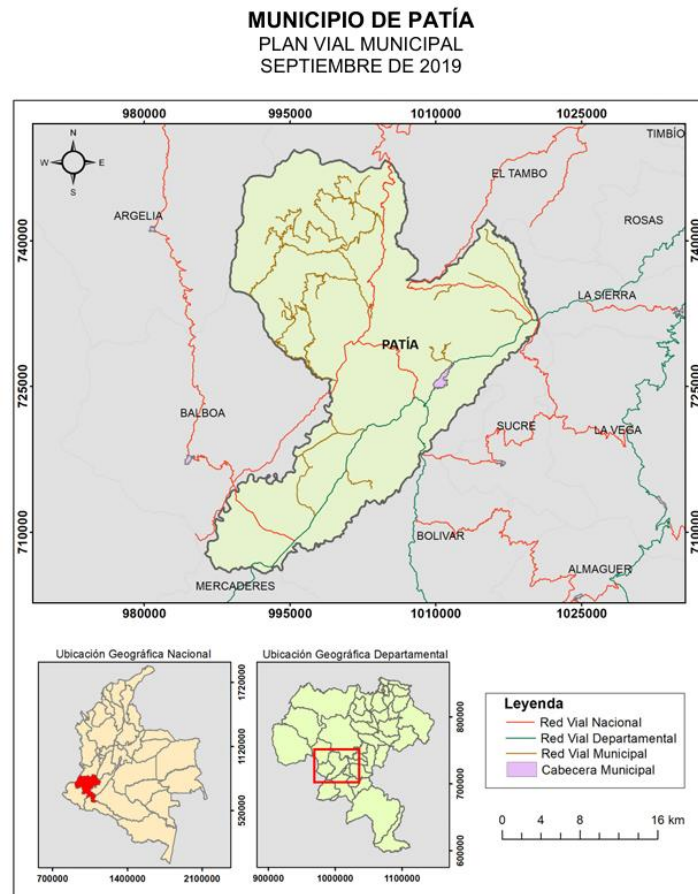 MUNICIPIO DE PATÍA
PLAN VIAL MUNICIPAL
SEPTIEMBRE DE 2019
980000 995000 1010000 1025000
TIMBÍO
N
W E
S
EL TAMBO
ARGELIA
ROSAS
740000 740000
LA SIERRA
PATÍA
725000 725000
BALBOA
SUCRE
LA VEGA
710000 710000
BOLIVAR
ALMAGUER
MERCADERES
980000 995000 1010000 1025000
Ubicación Geográfica Nacional
1720000
1120000
520000
700000 1400000 2100000
Ubicación Geográfica Departamental
800000
700000
600000
900000 1000000 1100000
Leyenda
Red Vial Nacional
Red Vial Departamental
Red Vial Municipal
Cabecera Municipal
0 4 8 16 km